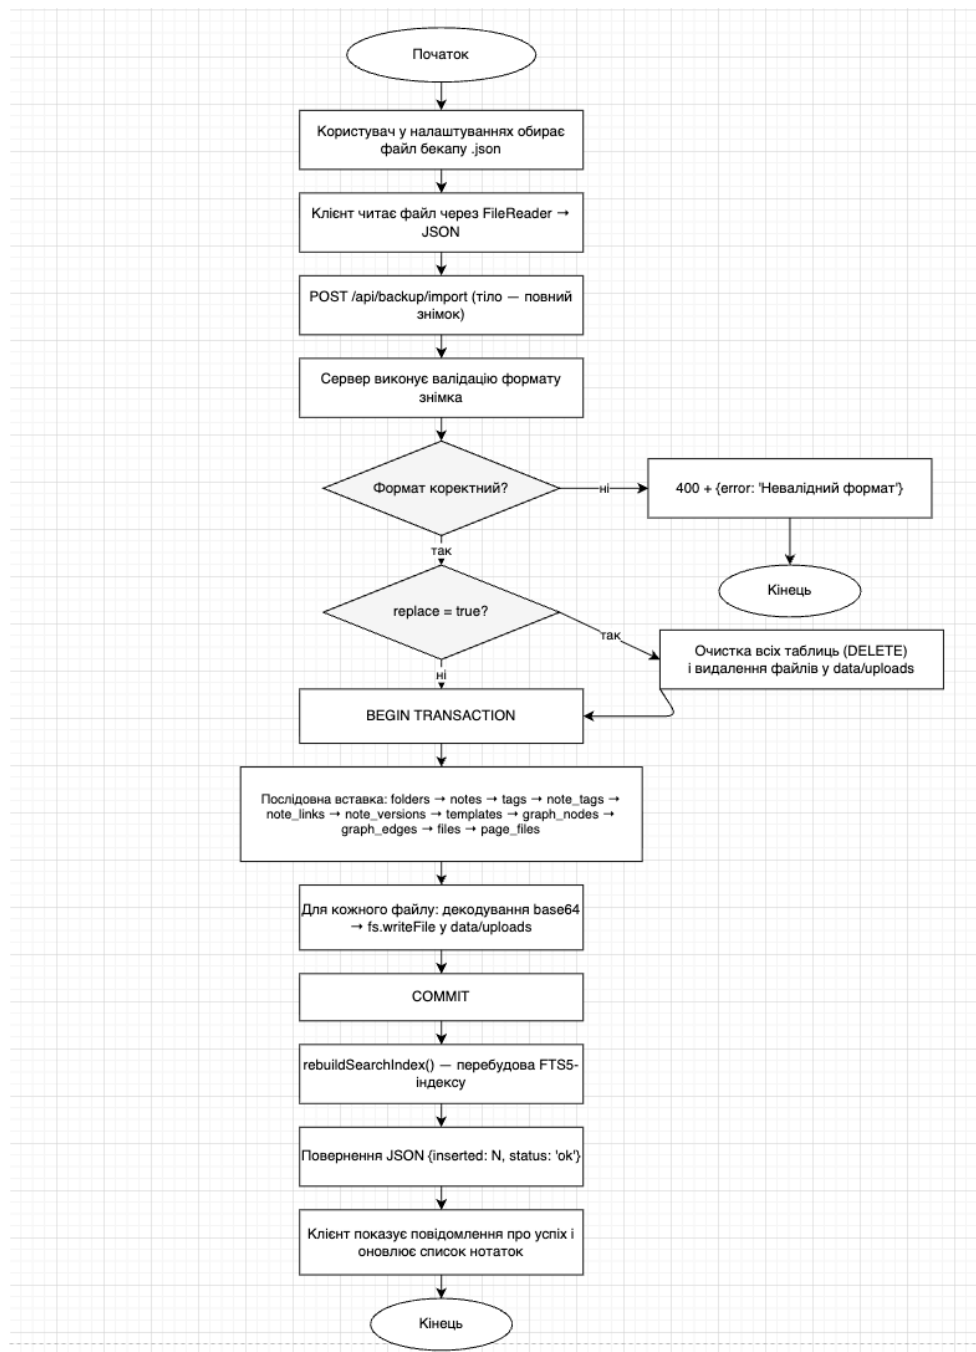 Початок
Користувач у налаштуваннях обирає
файл бекапу .json
Клієнт читає файл через FileReader →
JSON
POST /api/backup/import (тіло — повний
знімок)
Сервер виконує валідацію формату
знімка
Формат коректний?
ні
400 + {error: 'Невалідний формат'}
так
Кінець
replace = true?
так
Очистка всіх таблиць (DELETE)
і видалення файлів у data/uploads
ні
BEGIN TRANSACTION
Послідовна вставка: folders → notes → tags → note_tags →
note_links → note_versions → templates → graph_nodes →
graph_edges → files → page_files
Для кожного файлу: декодування base64
→ fs.writeFile у data/uploads
COMMIT
rebuildSearchIndex() — перебудова FTS5-
індексу
Повернення JSON {inserted: N, status: 'ok'}
Клієнт показує повідомлення про успіх і
оновлює список нотаток
Кінець